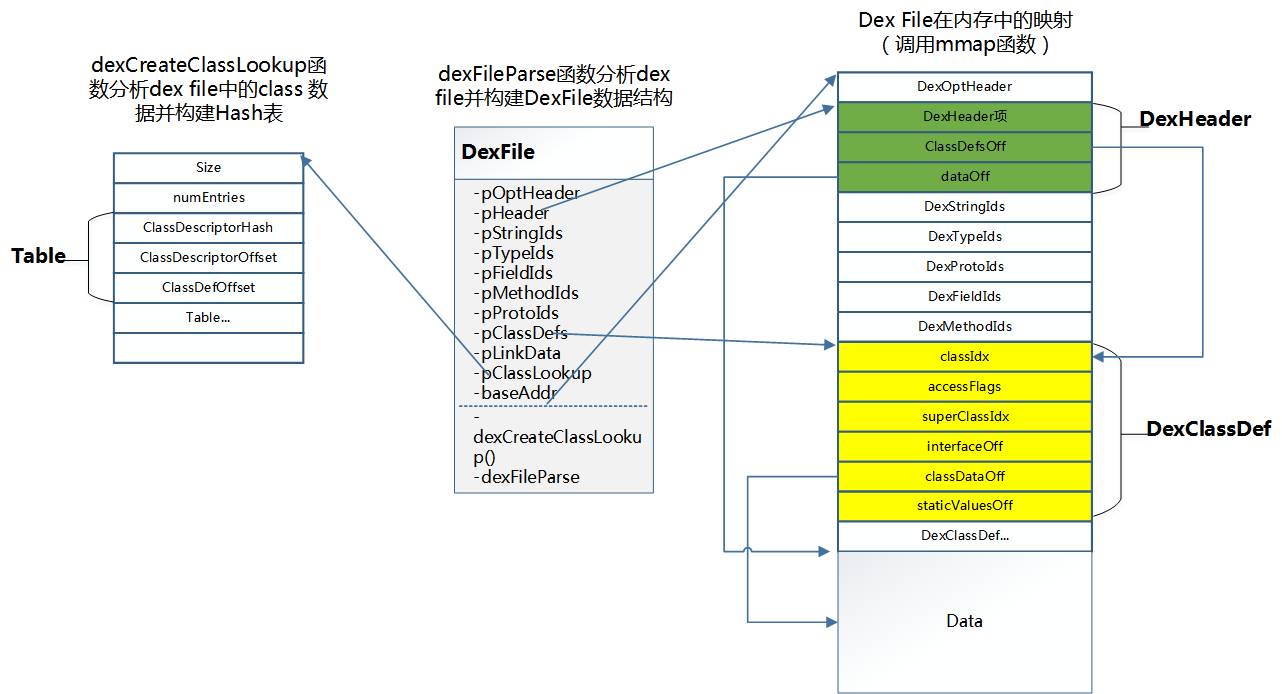 dexCreateClassLookup函
数分析dex file中的class 数
据并构建Hash表
Size
numEntries
ClassDescriptorHash
ClassDescriptorOffset
ClassDefOffset
Table...
Table
dexFileParse函数分析dex
file并构建DexFile数据结构
DexFile
-pOptHeader
-pHeader
-pStringIds
-pTypeIds
-pFieldIds
-pMethodIds
-pProtoIds
-pClassDefs
-pLinkData
-pClassLookup
-baseAddr
-
dexCreateClassLooku
p()
-dexFileParse
Dex File在内存中的映射
（调用mmap函数）
DexOptHeader
DexHeader项
ClassDefsOff
dataOff
DexStringIds
DexTypeIds
DexProtoIds
DexFieldIds
DexMethodIds
classIdx
accessFlags
superClassIdx
interfaceOff
classDataOff
staticValuesOff
DexClassDef...
Data
DexHeader
DexClassDef